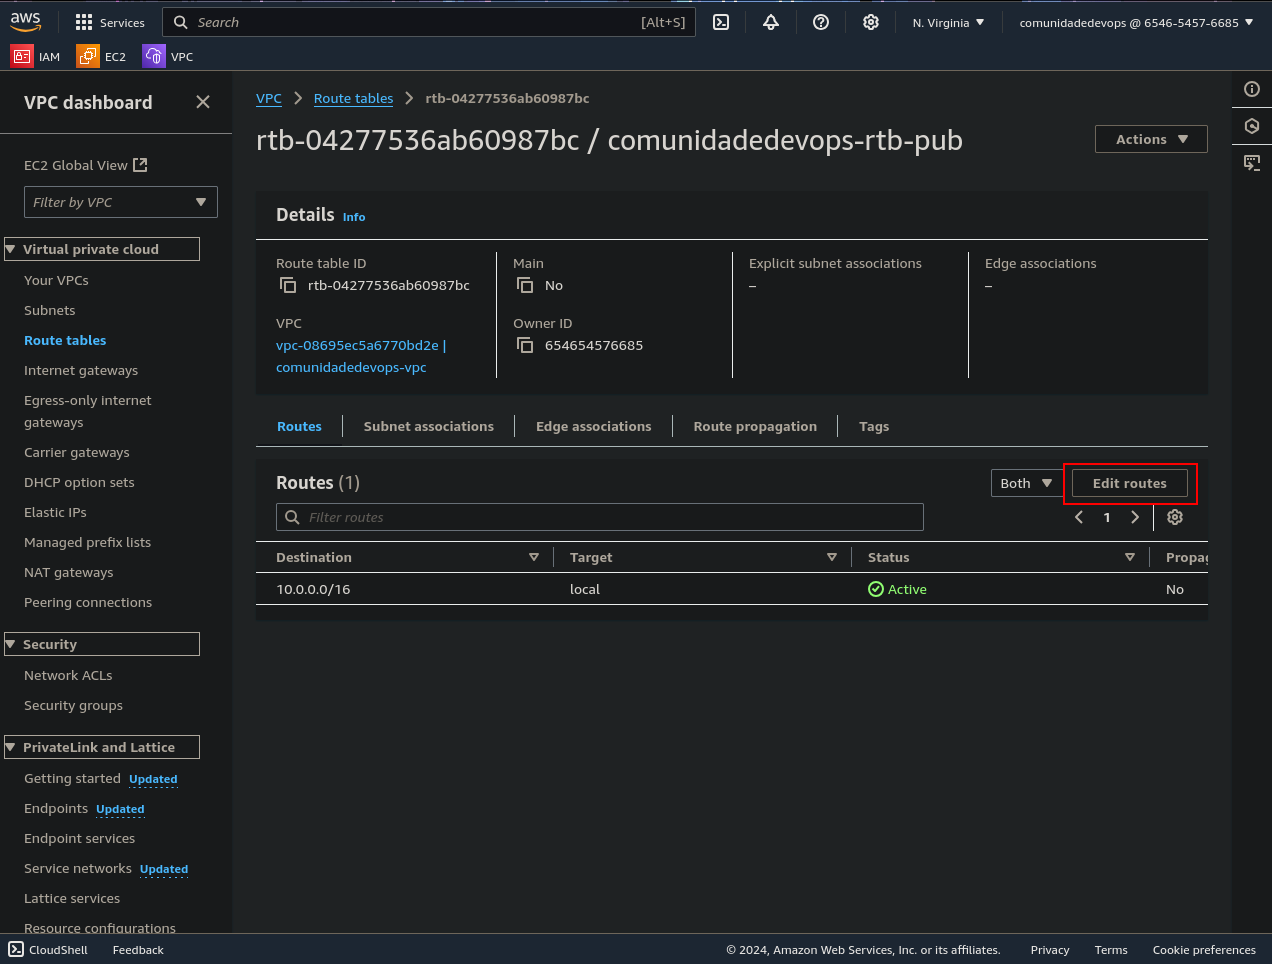 aws
Services
Search
[Alt+S]
N. Virginia
comunidadedevops @ 6546-5457-6685
IAM
EC2
VPC
VPC dashboard
EC2 Global View
Filter by VPC
Virtual private cloud
Your VPCs
Subnets
Route tables
Internet gateways
Egress-only internet
gateways
Carrier gateways
DHCP option sets
Elastic IPs
Managed prefix lists
NAT gateways
Peering connections
Security
Network ACLs
Security groups
PrivateLink and Lattice
Getting started Updated
Endpoints Updated
Endpoint services
Service networks Updated
Lattice services
Resource configurations
VPC > Route tables > rtb-04277536ab60987bc
rtb-04277536ab60987bc / comunidadedevops-rtb-pub
Actions
Details Info
Route table ID
rtb-04277536ab60987bc
VPC
vpc-08695ec5a6770bd2e |
comunidadedevops-vpc
Main
No
Owner ID
654654576685
Explicit subnet associations
–
Edge associations
–
Routes
Subnet associations
Edge associations
Route propagation
Tags
Routes (1)
Both
Edit routes
Filter routes
1
Destination
Target
Status
Propag
10.0.0.0/16
local
Active
No
CloudShell
Feedback
© 2024, Amazon Web Services, Inc. or its affiliates.
Privacy
Terms
Cookie preferences